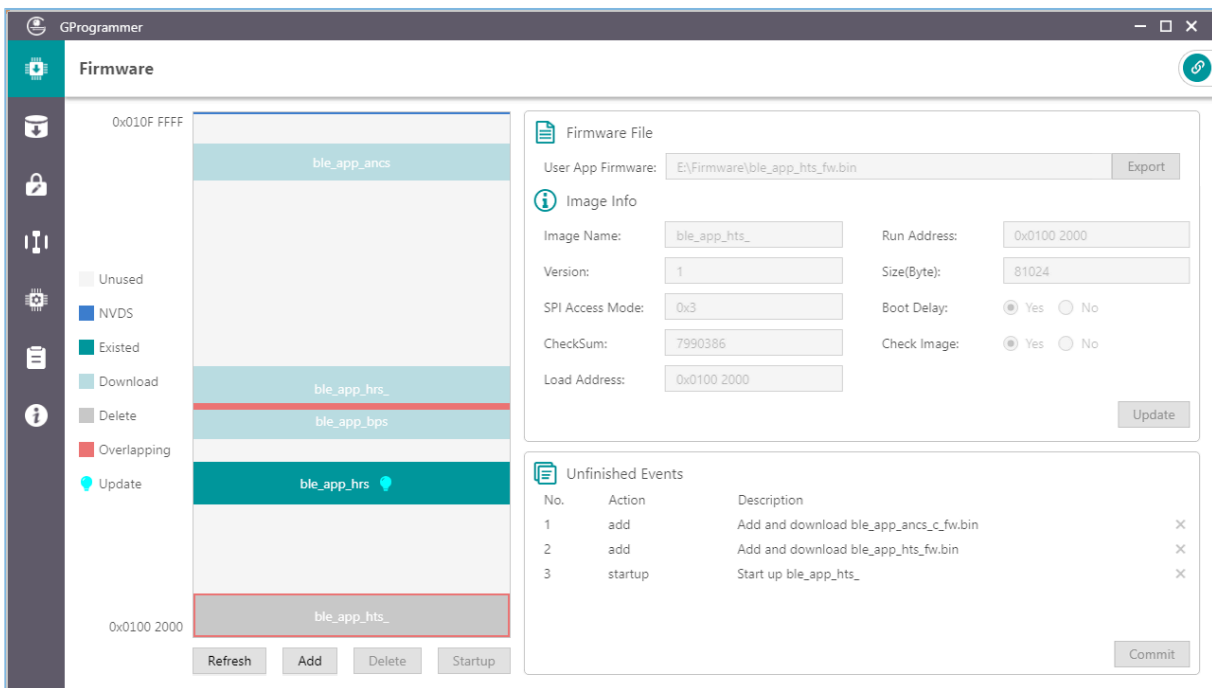 GProgrammer
Firmware
0x010F FFFF
ble_app_ancs
ble_app_hrs_
ble_app_bps
ble_app_hrs
ble_app_hts_
0x0100 2000
Unused
NVDS
Existed
Download
Delete
Overlapping
Update
Refresh Add Delete Startup
Firmware File
User App Firmware: E:\Firmware\ble_app_hts_fw.bin Export
Image Info
Image Name: ble_app_hts_ Run Address: 0x0100 2000
Version: 1 Size(Byte): 81024
SPI Access Mode: 0x3 Boot Delay: Yes No
CheckSum: 7990386 Check Image: Yes No
Load Address: 0x0100 2000
Update
Unfinished Events
No. Action Description
1 add Add and download ble_app_ancs_c_fw.bin
2 add Add and download ble_app_hts_fw.bin
3 startup Start up ble_app_hts_
Commit